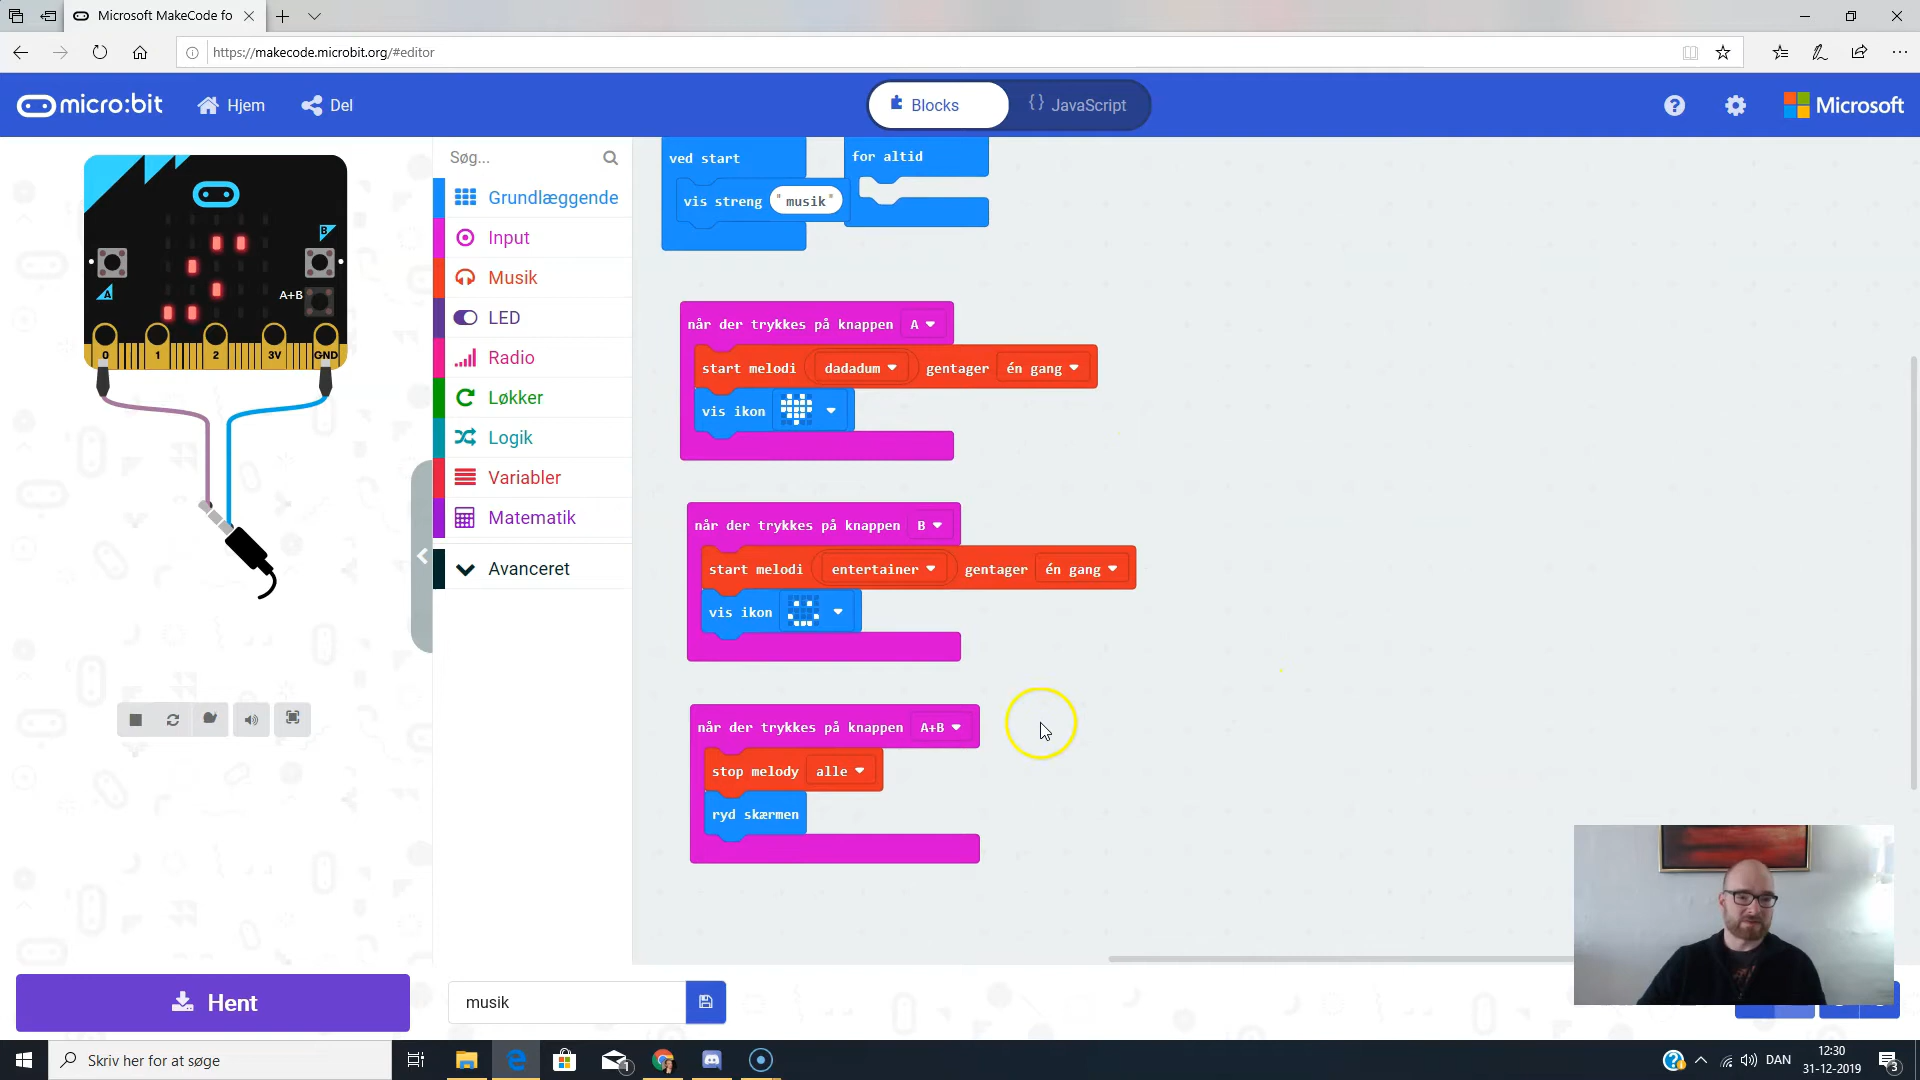 Microsoft MakeCode fo
https://makecode.microbit.org/#editor
micro:bit
Hjem
Del
Blocks
{} JavaScript
?
Microsoft
B
A
A+B
0
1
2
3V
GND
Søg...
Grundlæggende
Input
Musik
LED
Radio
Løkker
Logik
Variabler
Matematik
Avanceret
ved start
vis streng "musik"
for altid
når der trykkes på knappen A
start melodi dadadum gentager én gang
vis ikon
når der trykkes på knappen B
start melodi entertainer gentager én gang
vis ikon
når der trykkes på knappen A+B
stop melody alle
ryd skærmen
Hent
musik
Skriv her for at søge
1
DAN
12:30
31-12-2019
3